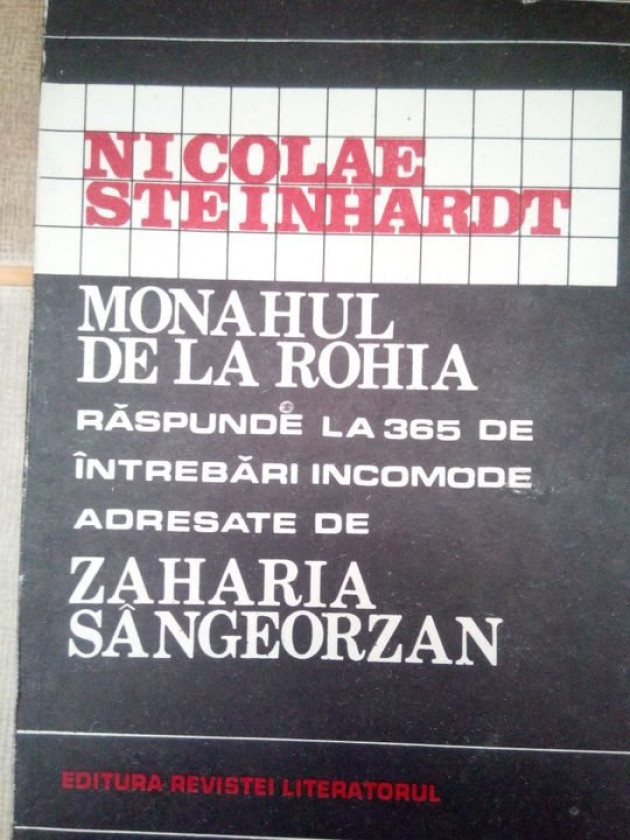 NICOLAE
STEINHARDT
MONAHUL
DE LA ROHIA
RĂSPUNDE LA 365 DE
ÎNTREBĂRI INCOMODE
ADRESATE DE
ZAHARIA
SÂNGEORZAN
EDITURA REVISTEI LITERATORUL